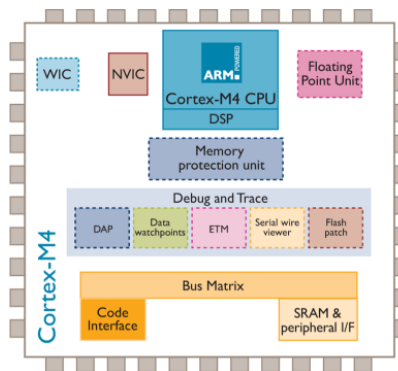 WIC
NVIC
ARM POWERED
Cortex-M4 CPU
DSP
Floating
Point Unit
Memory
protection unit
Debug and Trace
DAP
Data
watchpoints
ETM
Serial wire
viewer
Flash
patch
Cortex-M4
Bus Matrix
Code
Interface
SRAM &
peripheral I/F